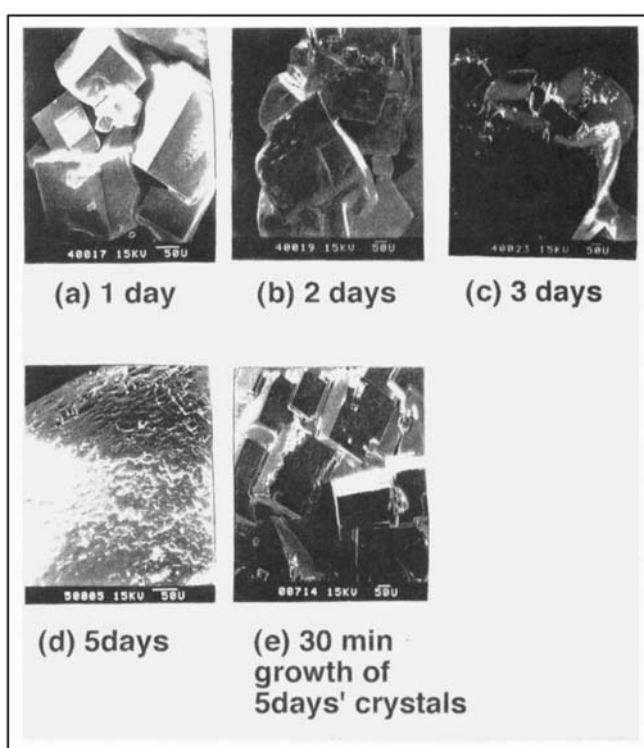 40017 15KV 50U
40019 15KV 50U
40023 15KV 50U
(a) 1 day
(b) 2 days
(c) 3 days
50805 15KV 50U
00714 15KV 50U
(d) 5days
(e) 30 min
growth of
5days' crystals